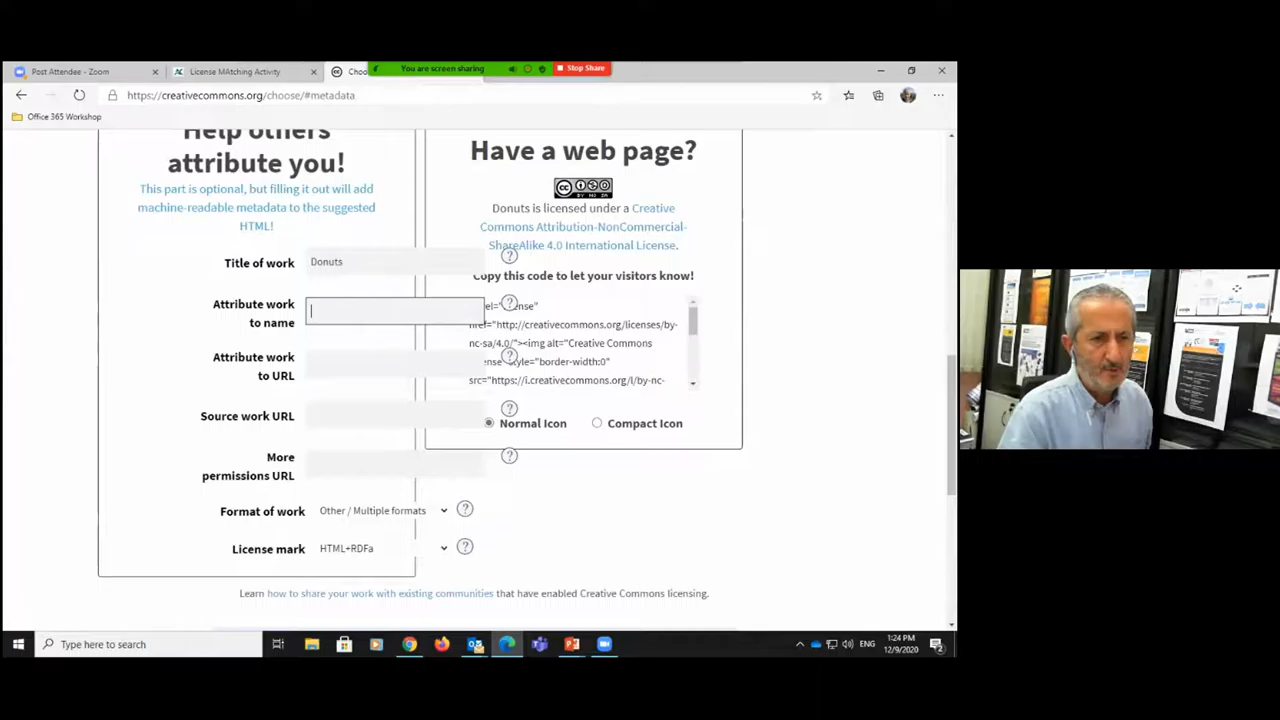 Post Attendee - Zoom
License MAtching Activity
Choo
You are screen sharing
Stop Share
https://creativecommons.org/choose/#metadata
Office 365 Workshop
Help others
attribute you!
This part is optional, but filling it out will add
machine-readable metadata to the suggested
HTML!
Title of work
Donuts
Attribute work
to name
Attribute work
to URL
Source work URL
More
permissions URL
Format of work
Other / Multiple formats
License mark
HTML+RDFa
Have a web page?
Donuts is licensed under a Creative
Commons Attribution-NonCommercial-
ShareAlike 4.0 International License.
Copy this code to let your visitors know!
href="http://creativecommons.org/licenses/by-
nc-sa/4.0/"><img alt="Creative Commons
style="border-width:0"
src="https://i.creativecommons.org/l/by-nc-
Normal Icon
Compact Icon
Learn how to share your work with existing communities that have enabled Creative Commons licensing.
Type here to search
ENG
1:24 PM
12/9/2020